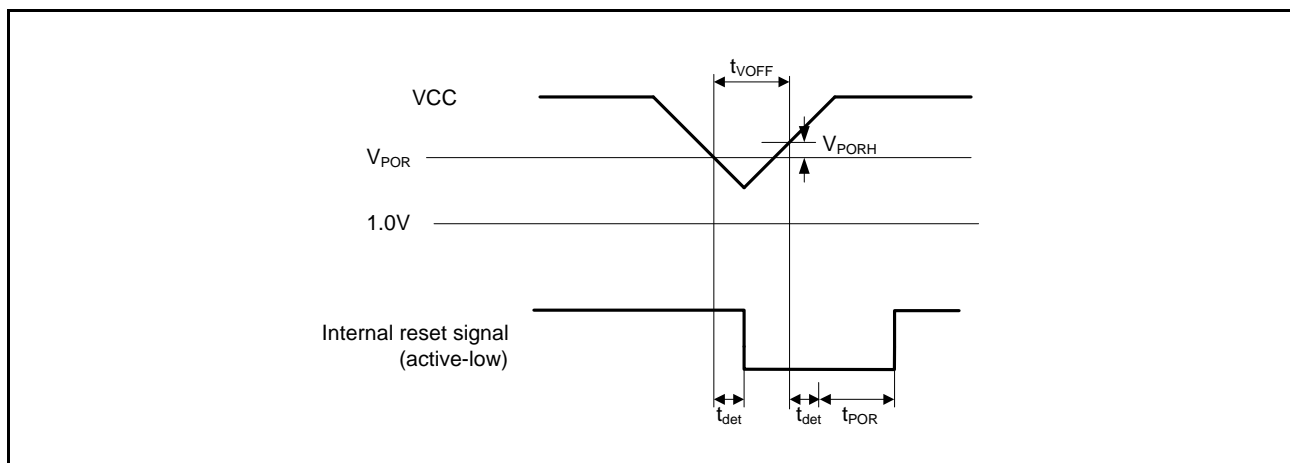 tVOFF
VCC
VPORH
VPOR
1.0V
Internal reset signal
(active-low)
tdet
tdet
tPOR